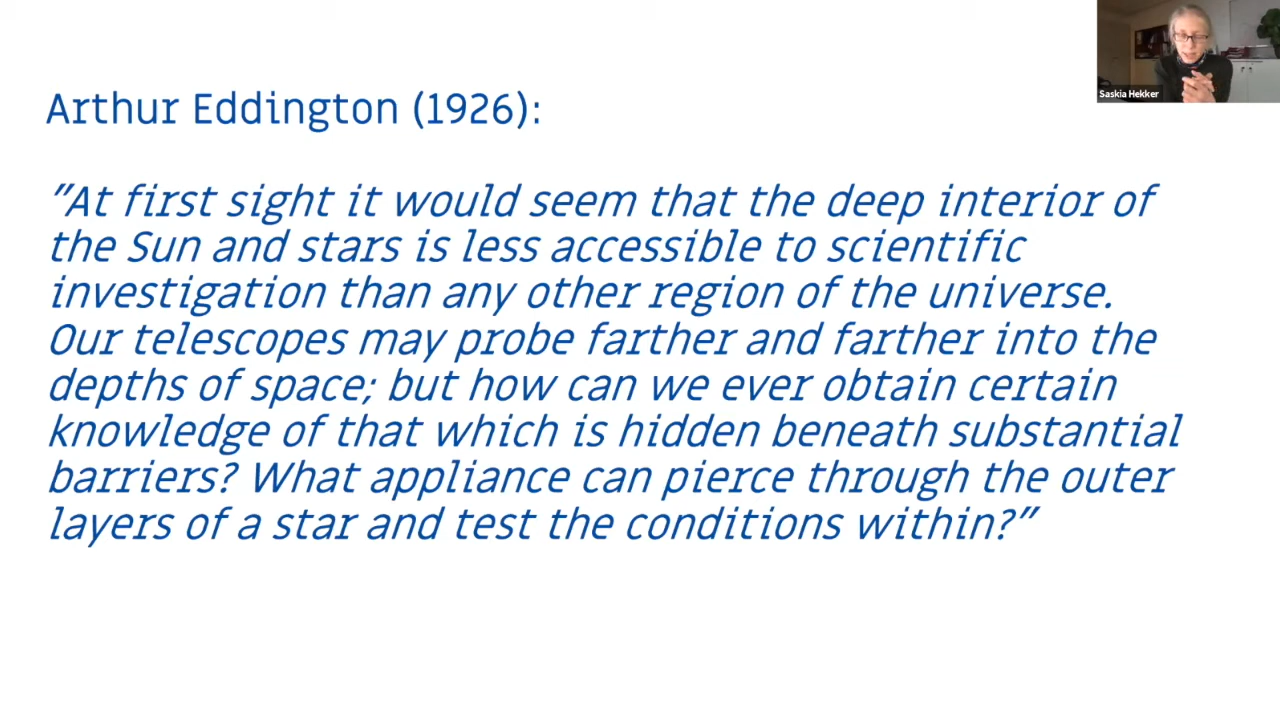 Saskia Hekker
Arthur Eddington (1926):
"At first sight it would seem that the deep interior of
the Sun and stars is less accessible to scientific
investigation than any other region of the universe.
Our telescopes may probe farther and farther into the
depths of space; but how can we ever obtain certain
knowledge of that which is hidden beneath substantial
barriers? What appliance can pierce through the outer
layers of a star and test the conditions within?"